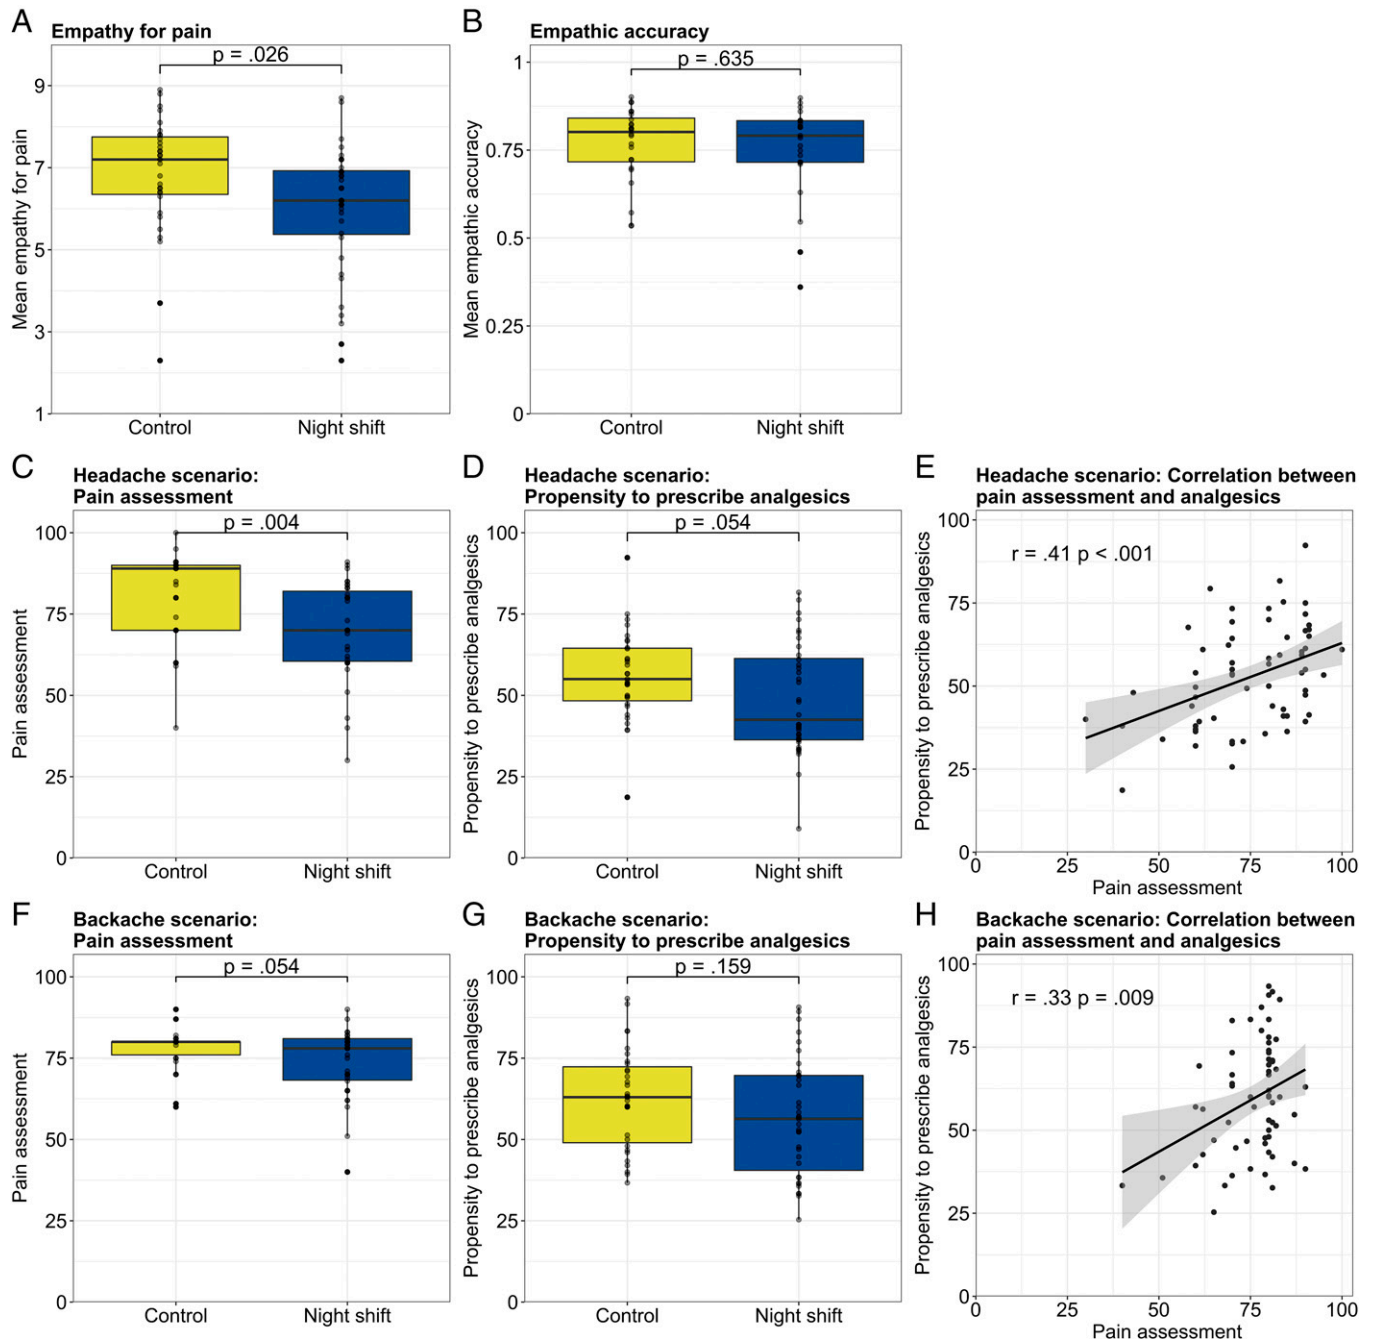 A
Empathy for pain
p = .026
Mean empathy for pain
9
7
5
3
1
Control
Night shift
B
Empathic accuracy
p = .635
Mean empathic accuracy
1
0.75
0.5
0.25
0
Control
Night shift
C
Headache scenario:
Pain assessment
p = .004
Pain assessment
100
75
50
25
0
Control
Night shift
D
Headache scenario:
Propensity to prescribe analgesics
p = .054
Propensity to prescribe analgesics
100
75
50
25
0
Control
Night shift
E
Headache scenario: Correlation between
pain assessment and analgesics
r = .41 p < .001
Propensity to prescribe analgesics
100
75
50
25
0
0
25
50
75
100
Pain assessment
F
Backache scenario:
Pain assessment
p = .054
Pain assessment
100
75
50
25
0
Control
Night shift
G
Backache scenario:
Propensity to prescribe analgesics
p = .159
Propensity to prescribe analgesics
100
75
50
25
0
Control
Night shift
H
Backache scenario: Correlation between
pain assessment and analgesics
r = .33 p = .009
Propensity to prescribe analgesics
100
75
50
25
0
0
25
50
75
100
Pain assessment